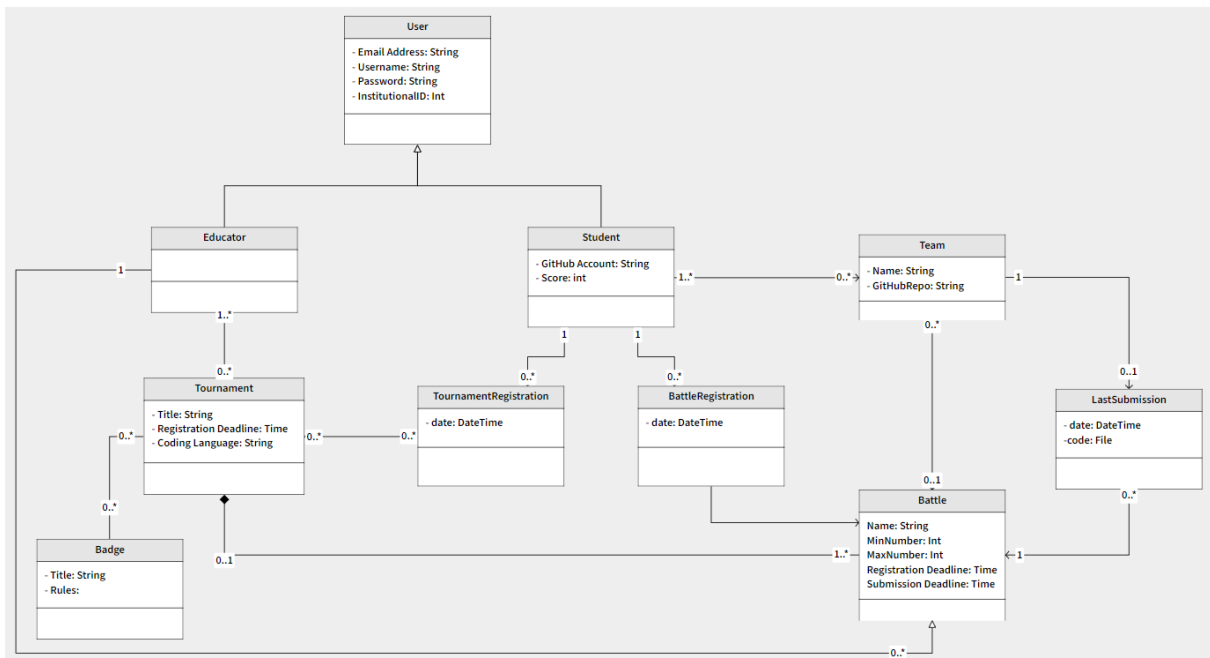 User
- Email Address: String
- Username: String
- Password: String
- InstitutionalID: Int
Educator
Student
- GitHub Account: String
- Score: int
Team
- Name: String
- GitHubRepo: String
1
1..*
0..*
1
1..*
0..*
1
1
0..*
0..*
0..*
0..1
Tournament
- Title: String
- Registration Deadline: Time
- Coding Language: String
TournamentRegistration
- date: DateTime
BattleRegistration
- date: DateTime
LastSubmission
- date: DateTime
-code: File
0..*
0..*
0..*
0..*
0..1
0..*
Badge
- Title: String
- Rules:
Battle
Name: String
MinNumber: Int
MaxNumber: Int
Registration Deadline: Time
Submission Deadline: Time
0..1
1..*
1
0..*